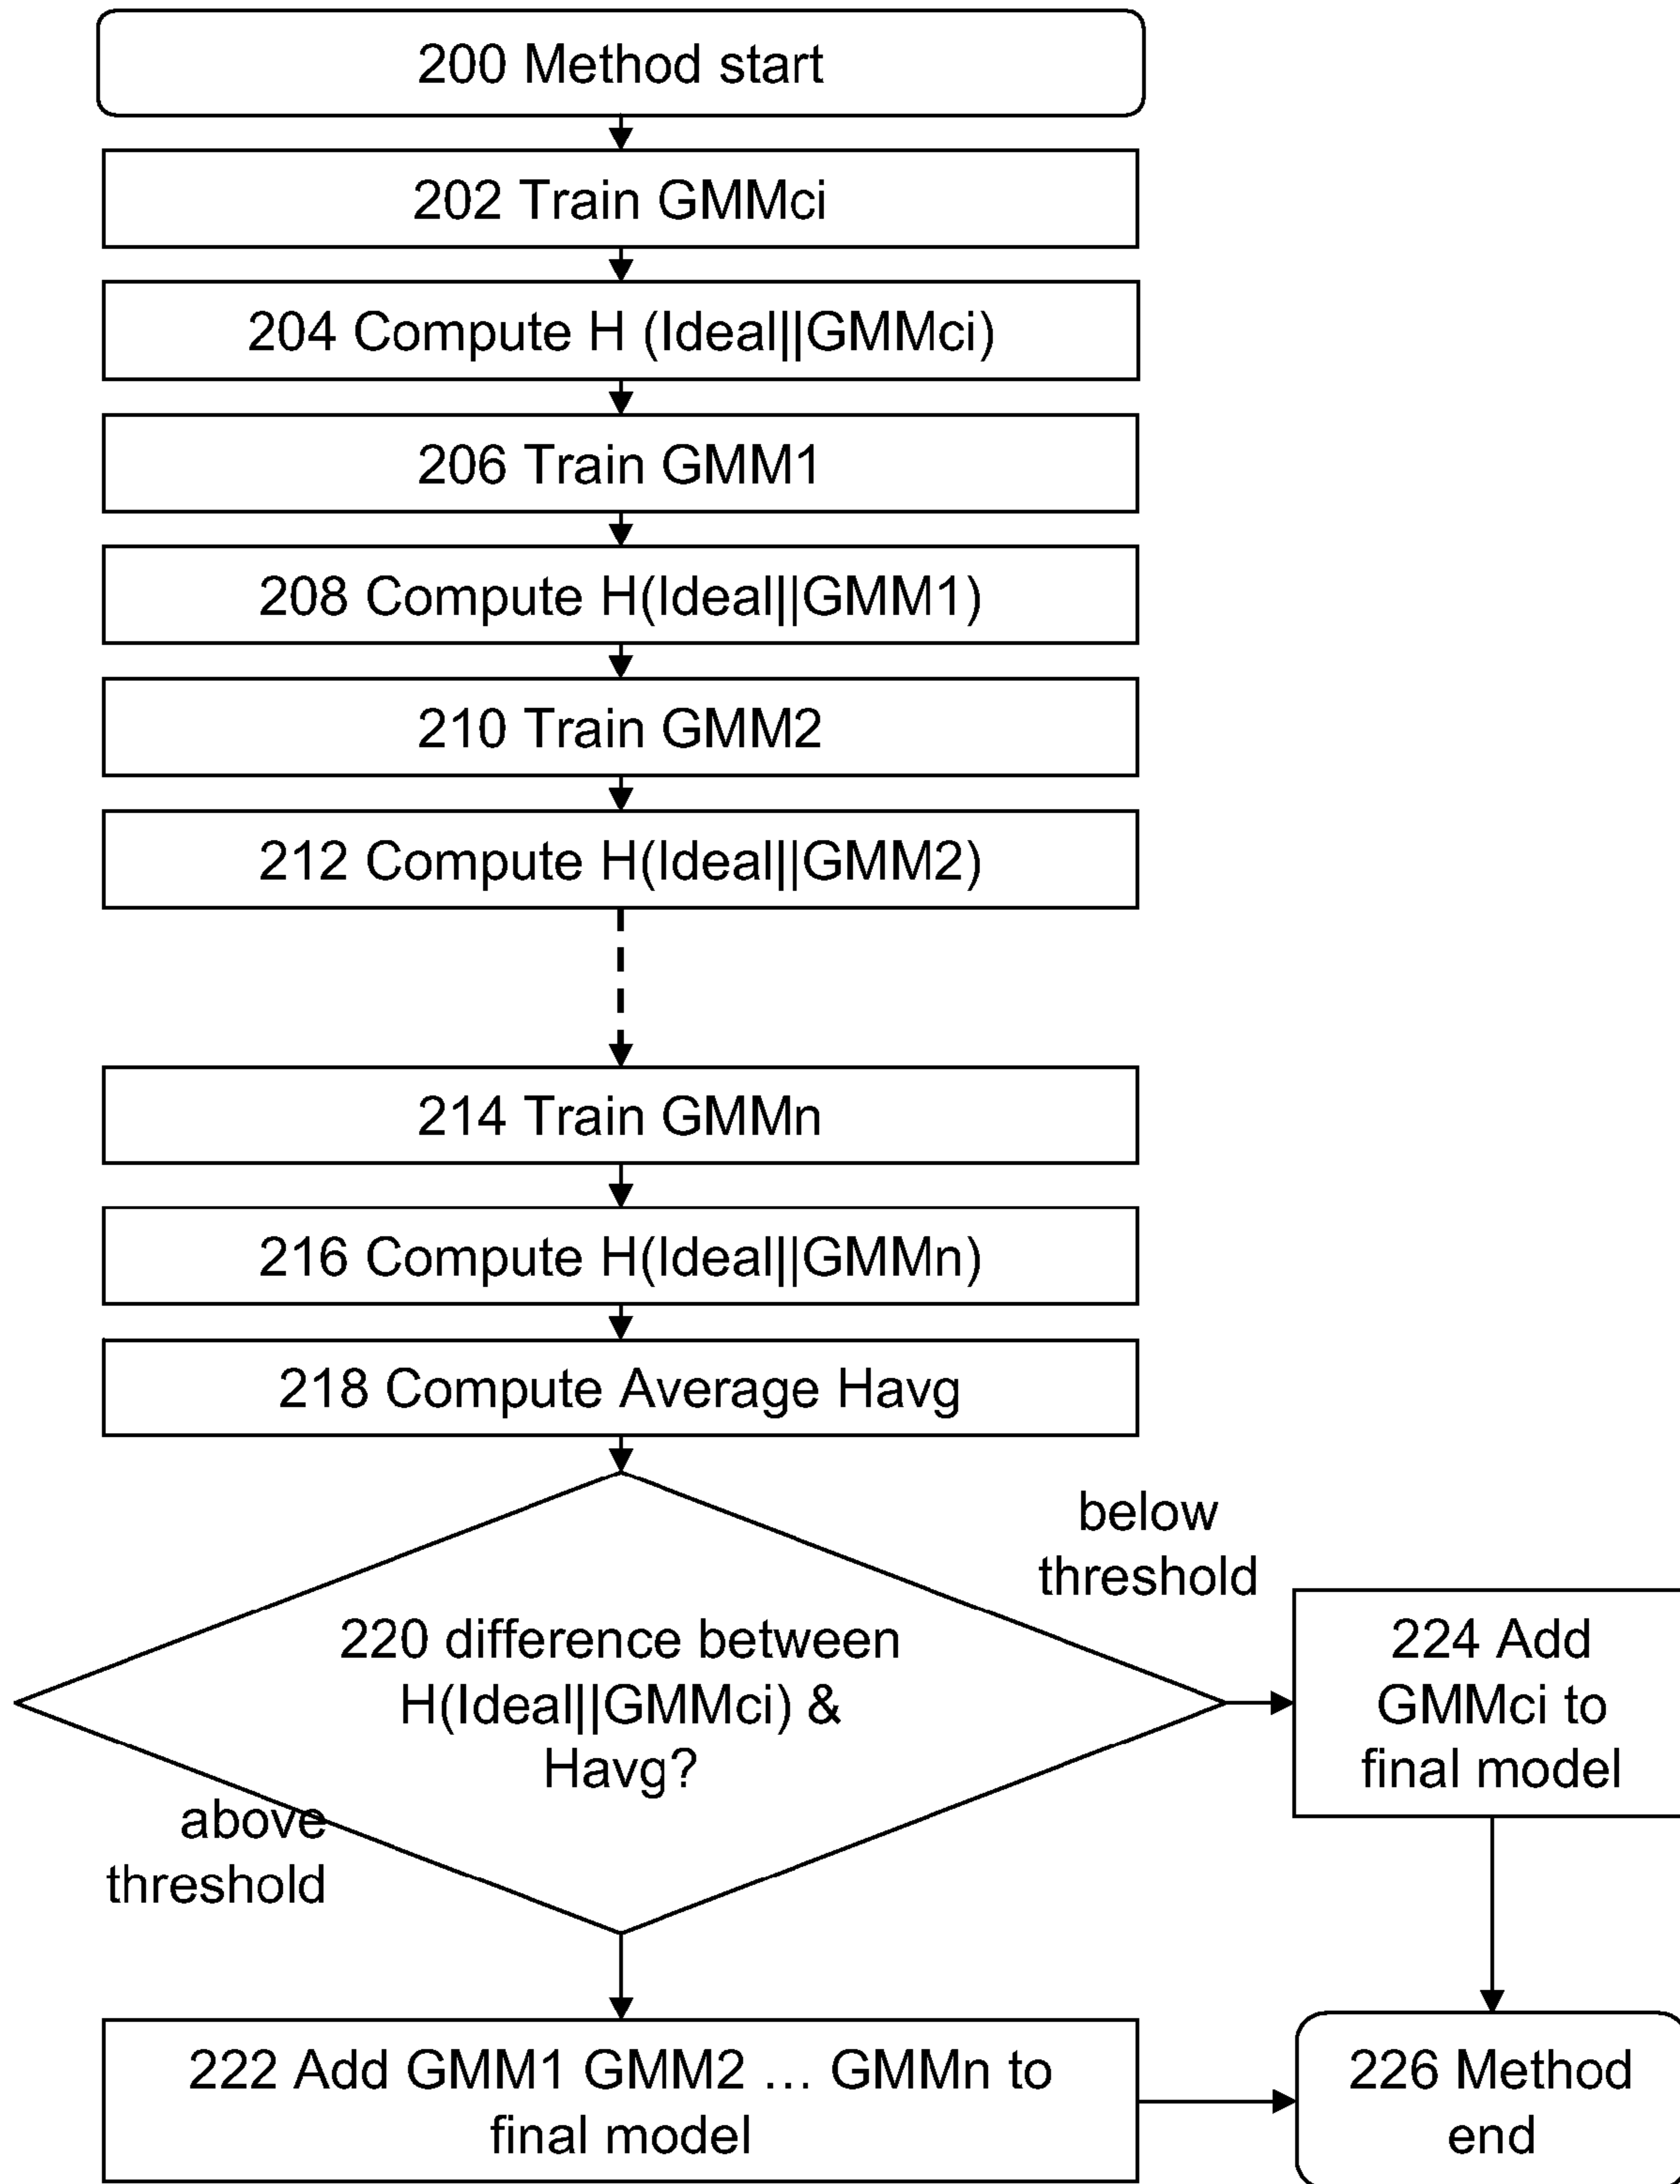 200 Method start
202 Train GMMci
204 Compute H (Ideal||GMMci)
206 Train GMM1
208 Compute H(Ideal||GMM1)
210 Train GMM2
212 Compute H(Ideal||GMM2)
214 Train GMMn
216 Compute H(Ideal||GMMn)
218 Compute Average Havg
below
threshold
220 difference between
H(Ideal||GMMci) &
Havg?
224 Add
GMMci to
final model
above
threshold
222 Add GMM1 GMM2 … GMMn to
final model
226 Method
end